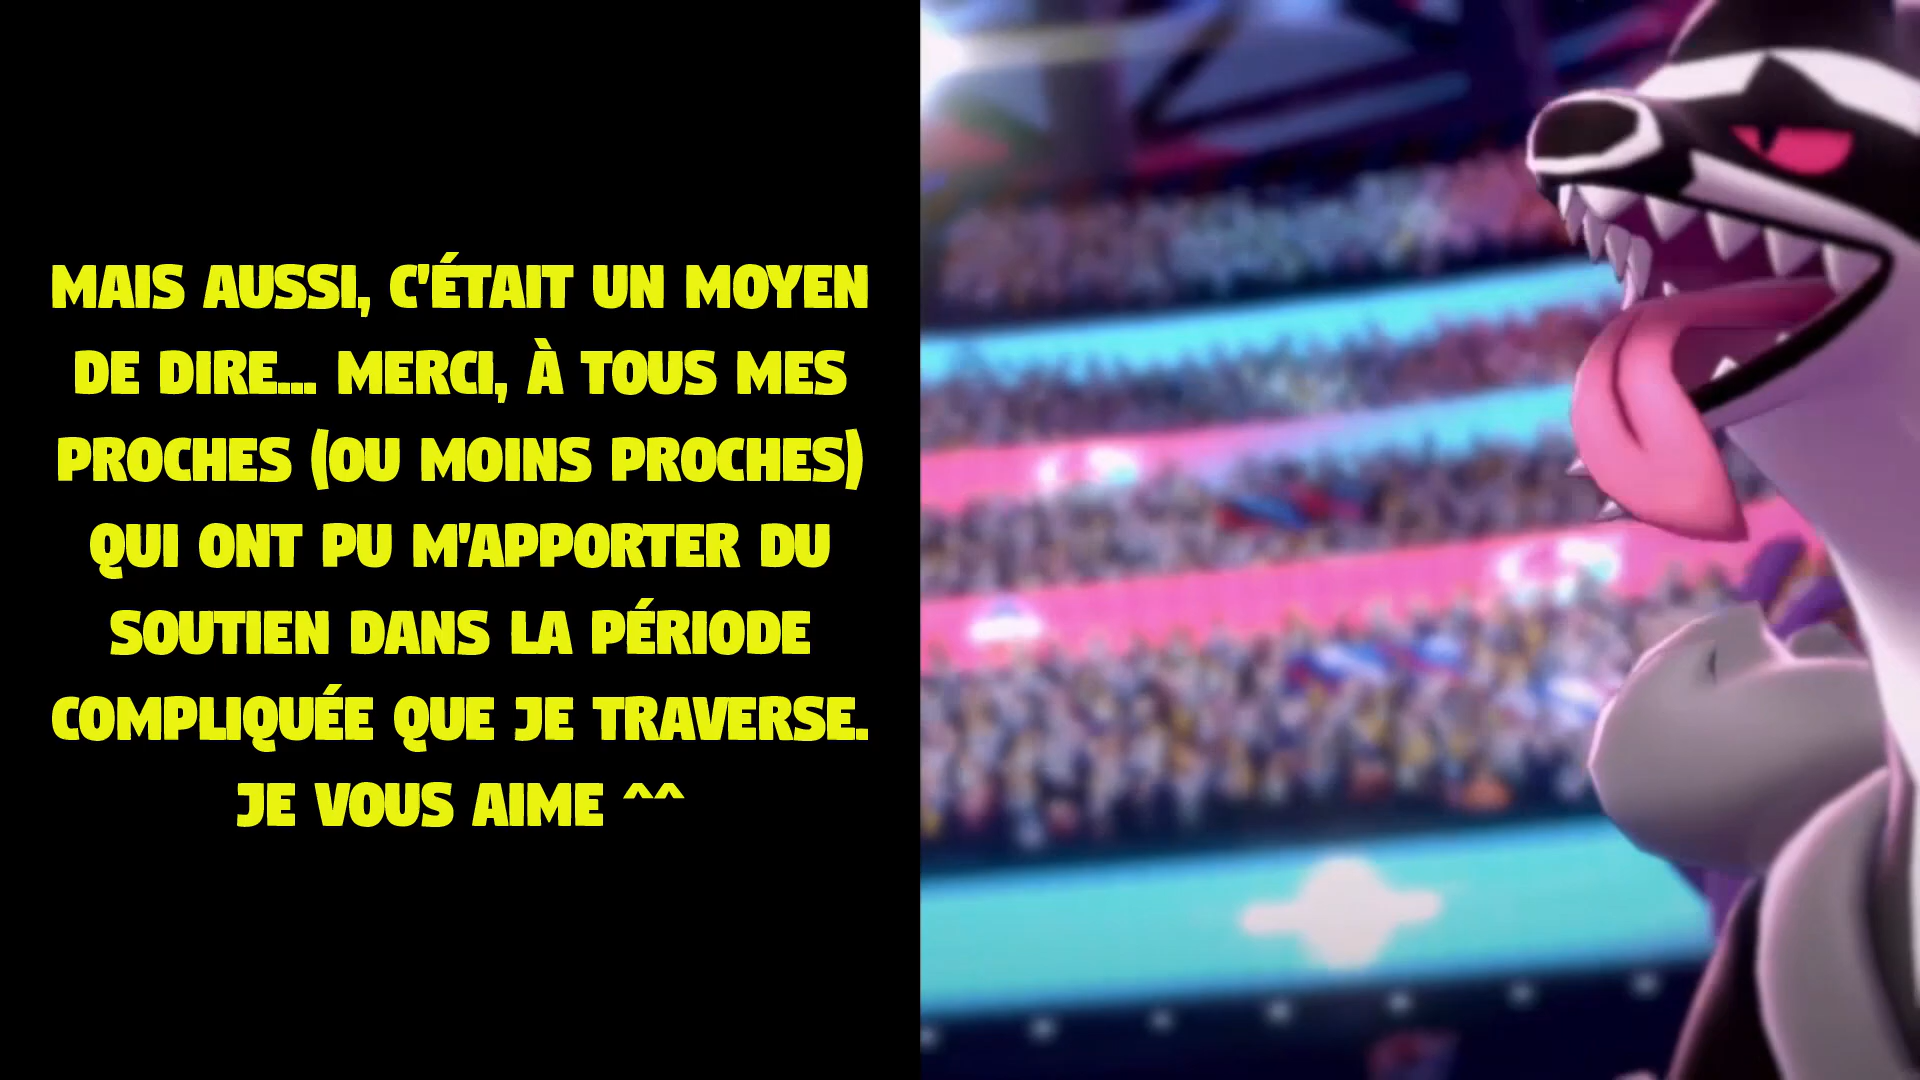 MAIS AUSSI, C'ÉTAIT UN MOYEN
DE DIRE... MERCI, À TOUS MES
PROCHES (OU MOINS PROCHES)
QUI ONT PU M'APPORTER DU
SOUTIEN DANS LA PÉRIODE
COMPLIQUÉE QUE JE TRAVERSE.
JE VOUS AIME ^^